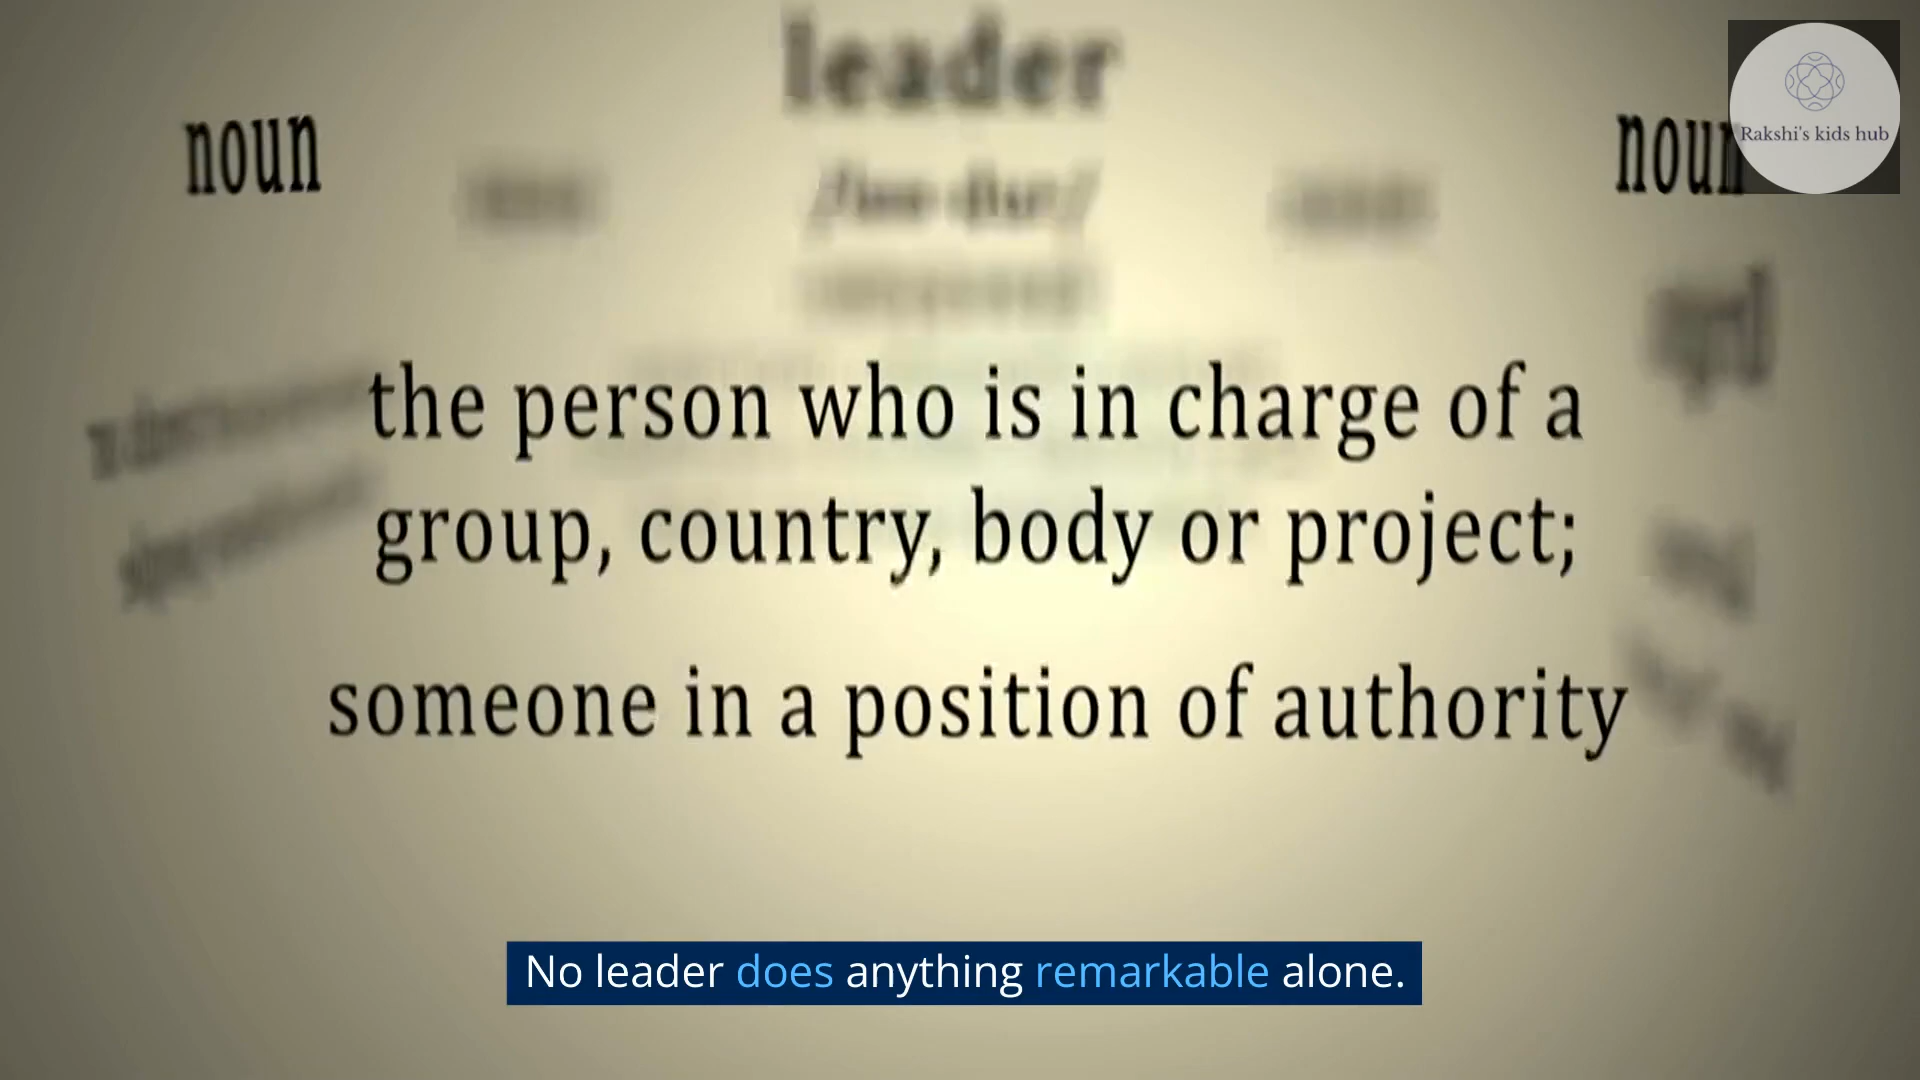 leader
noun
noun
Rakshi's kids hub
the person who is in charge of a
group, country, body or project;
someone in a position of authority
No leader does anything remarkable alone.